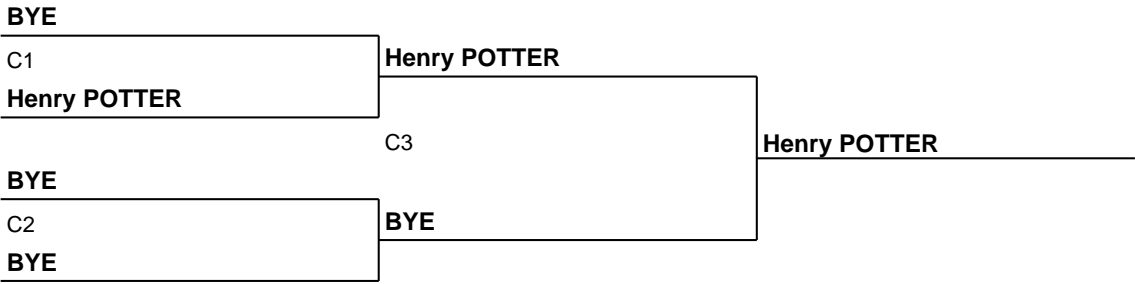 BYE
C1
Henry POTTER
Henry POTTER
C3
Henry POTTER
BYE
C2
BYE
BYE